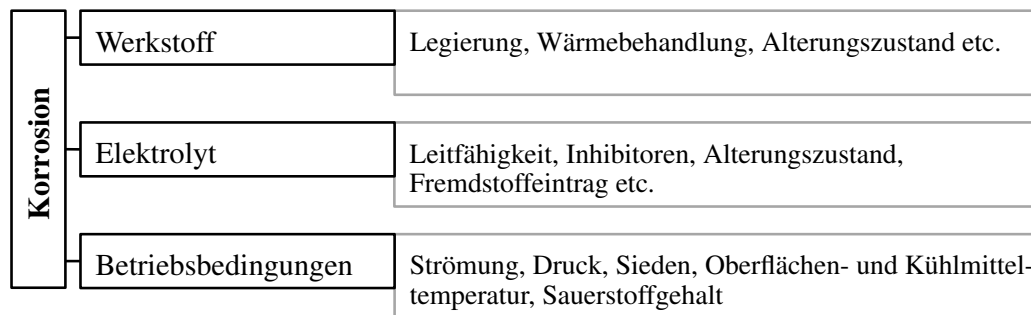 Korrosion
Werkstoff
Legierung, Wärmebehandlung, Alterungszustand etc.
Elektrolyt
Leitfähigkeit, Inhibitoren, Alterungszustand,
Fremdstoffeintrag etc.
Betriebsbedingungen
Strömung, Druck, Sieden, Oberflächen- und Kühlmittel-
temperatur, Sauerstoffgehalt